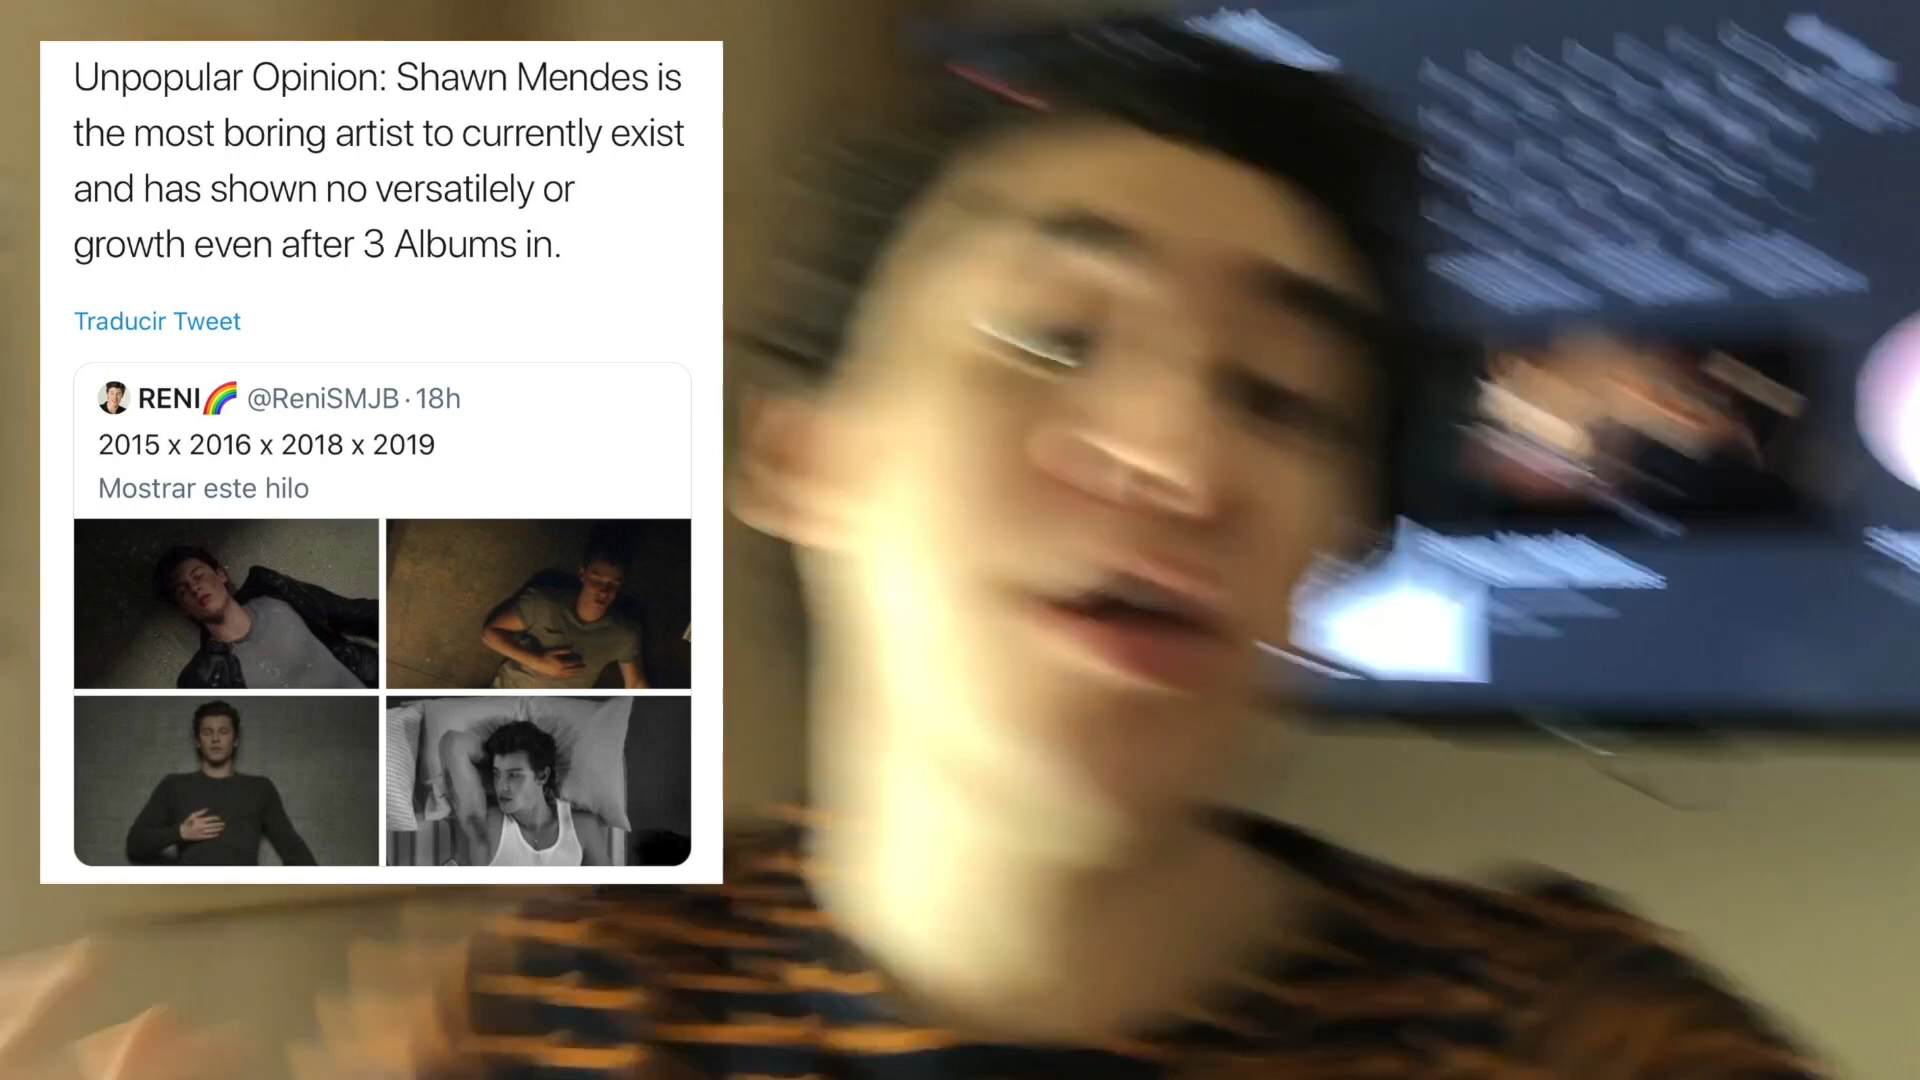 Unpopular Opinion: Shawn Mendes is
the most boring artist to currently exist
and has shown no versatilely or
growth even after 3 Albums in.
Traducir Tweet
RENI🌈 @ReniSMJB · 18h
2015 x 2016 x 2018 x 2019
Mostrar este hilo